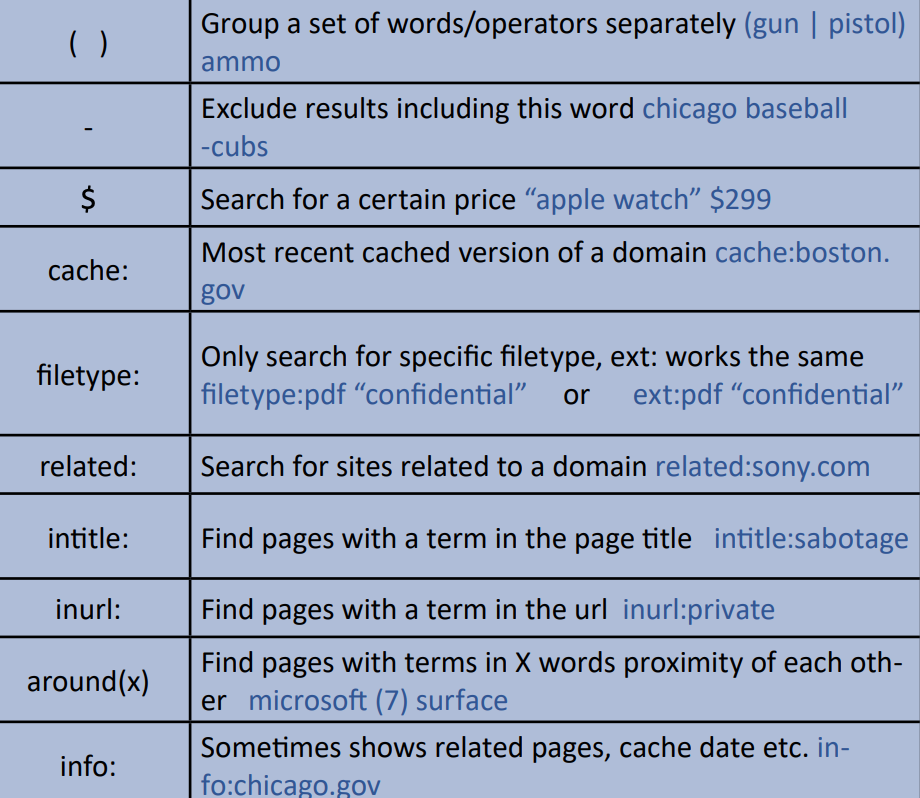 ( )
Group a set of words/operators separately (gun | pistol)
ammo
-
Exclude results including this word chicago baseball
-cubs
$
Search for a certain price “apple watch” $299
cache:
Most recent cached version of a domain cache:boston.
gov
filetype:
Only search for specific filetype, ext: works the same
filetype:pdf “confidential” or ext:pdf “confidential”
related:
Search for sites related to a domain related:sony.com
intitle:
Find pages with a term in the page title intitle:sabotage
inurl:
Find pages with a term in the url inurl:private
around(x)
Find pages with terms in X words proximity of each oth-
er microsoft (7) surface
info:
Sometimes shows related pages, cache date etc. in-
fo:chicago.gov